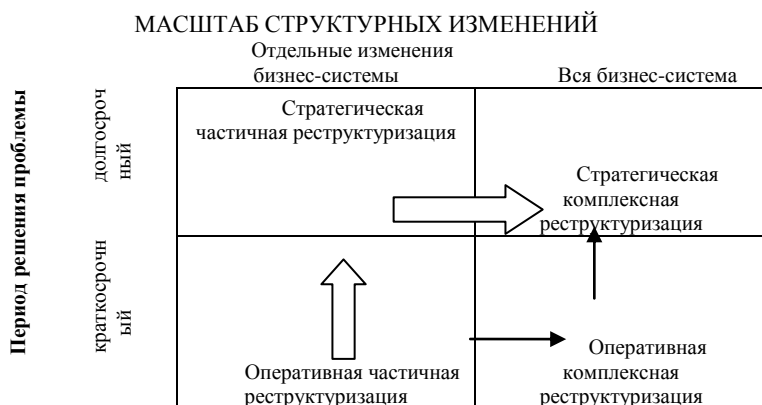 МАСШТАБ СТРУКТУРНЫХ ИЗМЕНЕНИЙ
Отдельные изменения
бизнес-системы
Вся бизнес-система
Период решения проблемы
долгосроч
ный
Стратегическая
частичная реструктуризация
Стратегическая
комплексная
реструктуризация
краткосрочн
ый
Оперативная частичная
реструктуризация
Оперативная
комплексная
реструктуризация